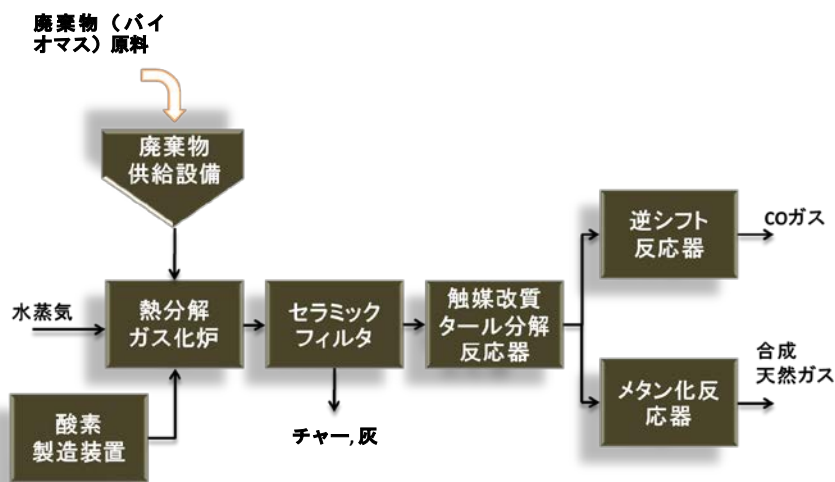 廃棄物（バイ
オマス）原料
廃棄物
供給設備
水蒸気
熱分解
ガス化炉
酸素
製造装置
セラミック
フィルタ
チャー,灰
触媒改質
タール分解
反応器
逆シフト
反応器
COガス
メタン化反
応器
合成
天然ガス